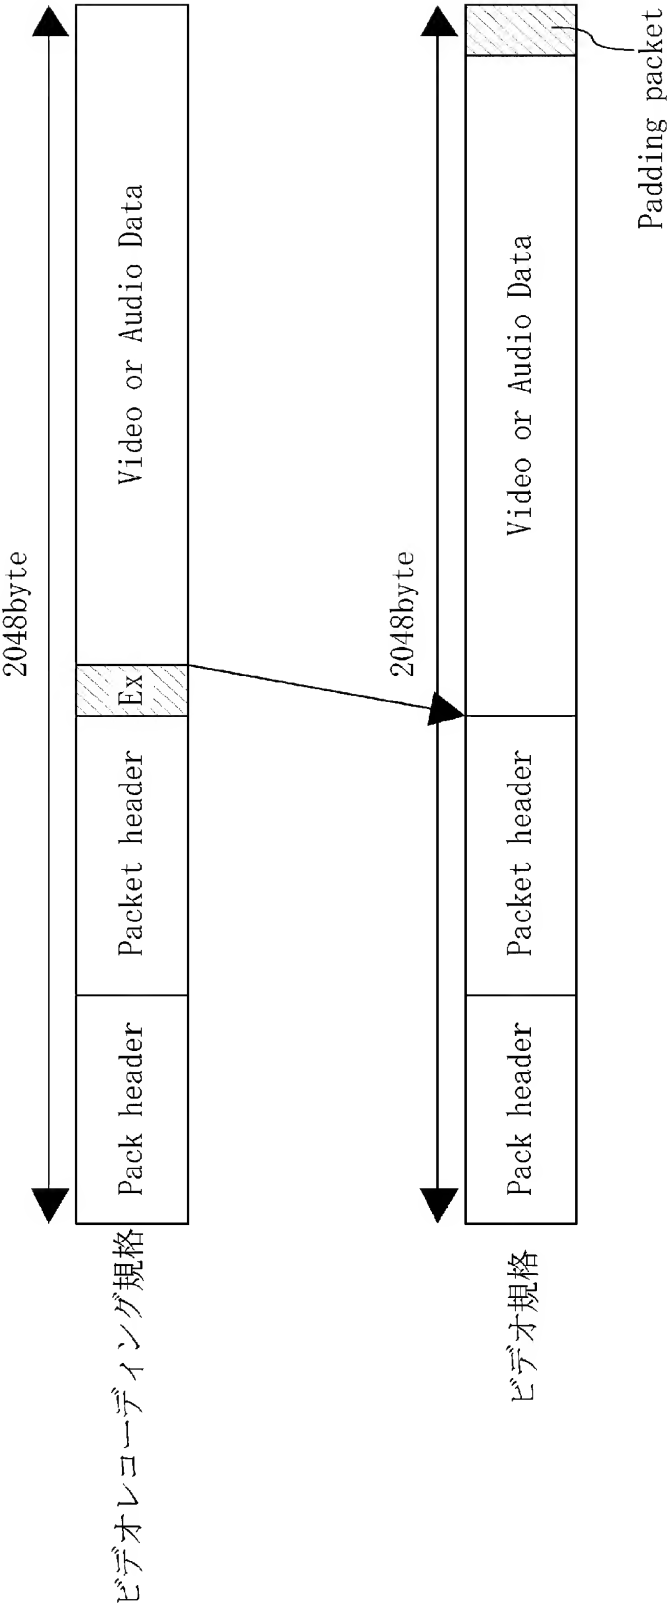 2048byte
ビデオレコーディング規格
Pack header
Packet header
Ex
Video or Audio Data
2048byte
ビデオ規格
Pack header
Packet header
Video or Audio Data
Padding packet